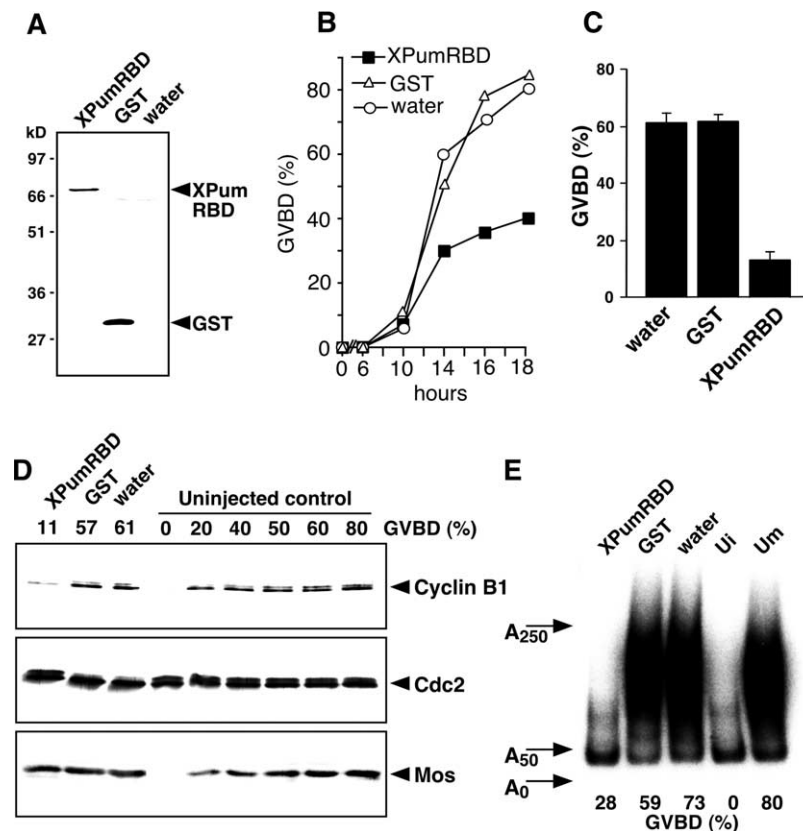 A
XPumRBD
GST
water
kD
97 -
66 -
51 -
36 -
27 -
XPum
RBD
GST
B
XPumRBD
GST
water
GVBD (%)
80
60
40
20
0
0 6 10 14 16 18
hours
C
GVBD (%)
80
60
40
20
0
water
GST
XPumRBD
D
XPumRBD
GST
water
Uninjected control
11 57 61 0 20 40 50 60 80 GVBD (%)
Cyclin B1
Cdc2
Mos
E
XPumRBD
GST
water
Ui
Um
A250
A50
A0
28 59 73 0 80
GVBD (%)